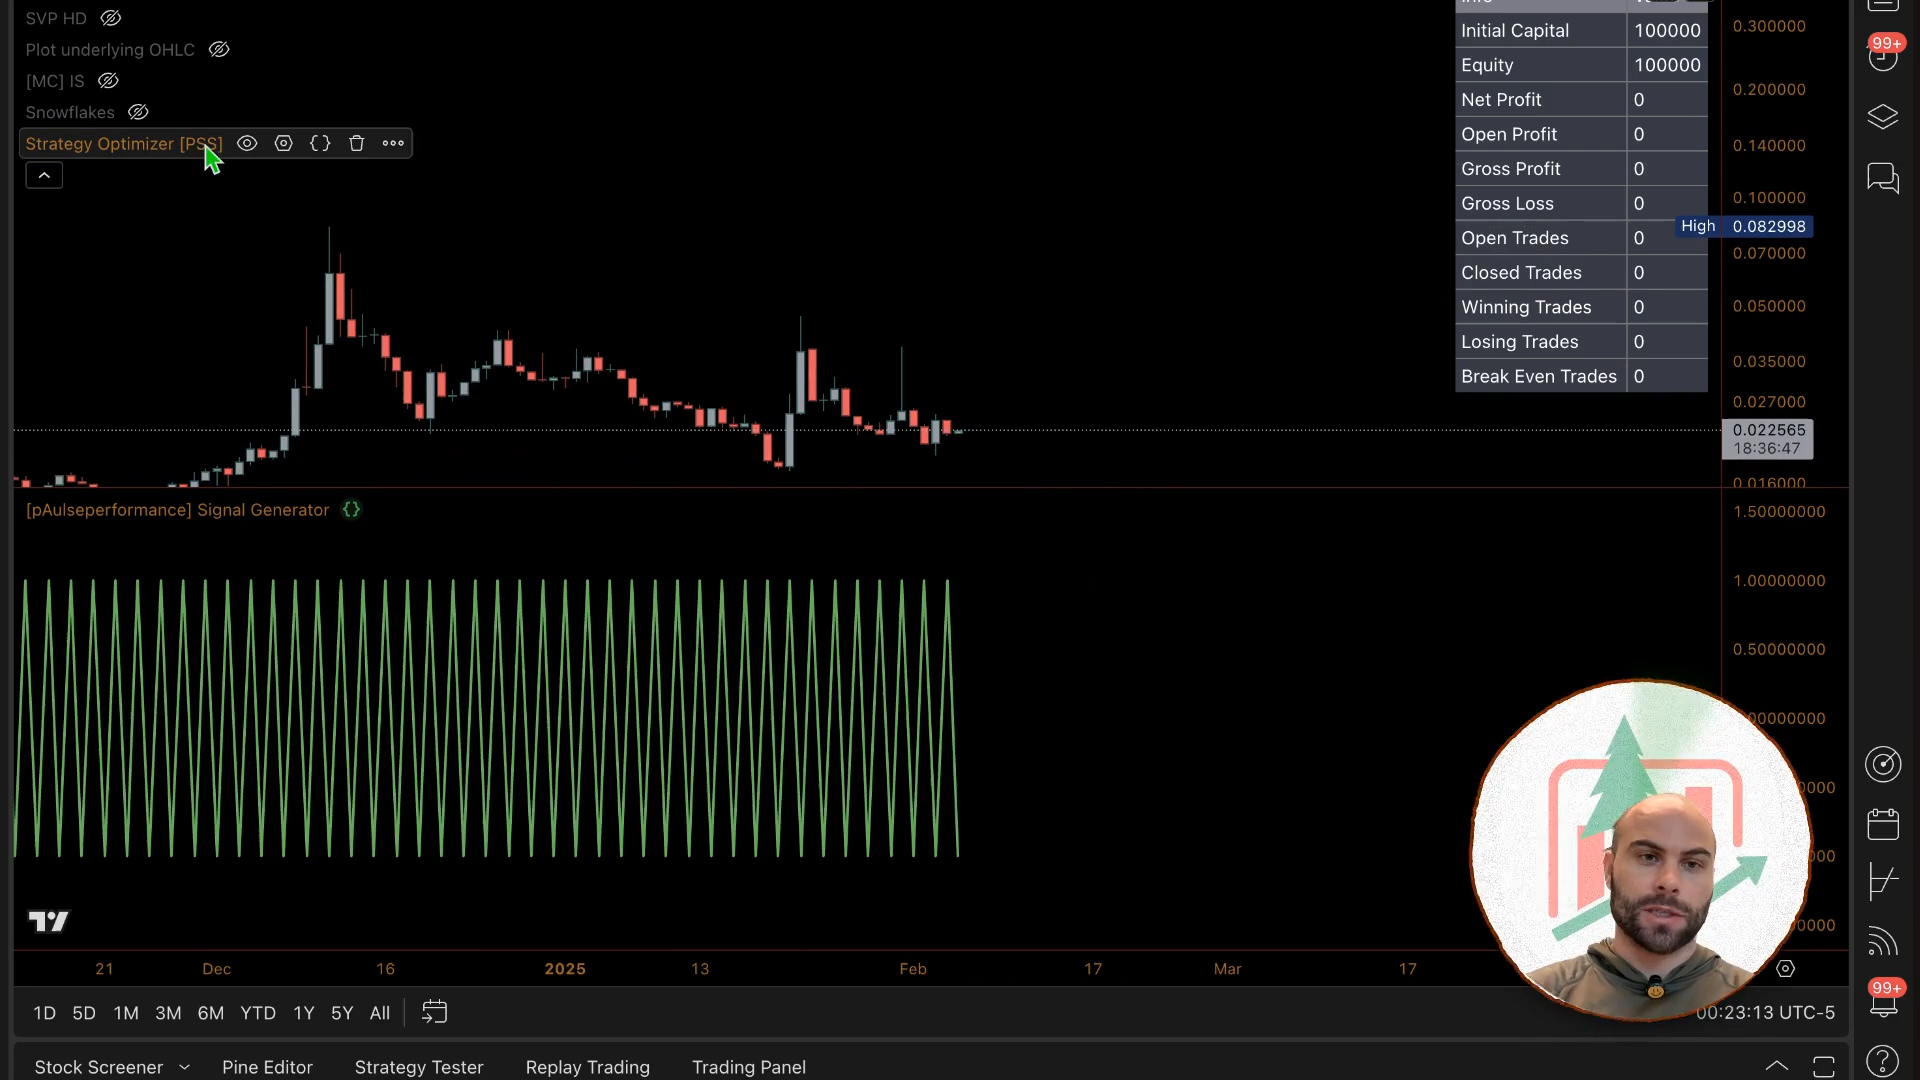 SVP HD
Plot underlying OHLC
[MC] IS
Snowflakes
Strategy Optimizer [PSS]
Initial Capital 100000
Equity 100000
Net Profit 0
Open Profit 0
Gross Profit 0
Gross Loss 0
Open Trades 0
Closed Trades 0
Winning Trades 0
Losing Trades 0
Break Even Trades 0
0.300000
0.200000
0.140000
0.100000
High 0.082998
0.070000
0.050000
0.035000
0.027000
0.022565
18:36:47
0.016000
[pAulseperformance] Signal Generator
1.50000000
1.00000000
0.50000000
21 Dec 16 2025 13 Feb 17 Mar 17
1D 5D 1M 3M 6M YTD 1Y 5Y All
00:23:13 UTC-5
Stock Screener Pine Editor Strategy Tester Replay Trading Trading Panel
99+
99+